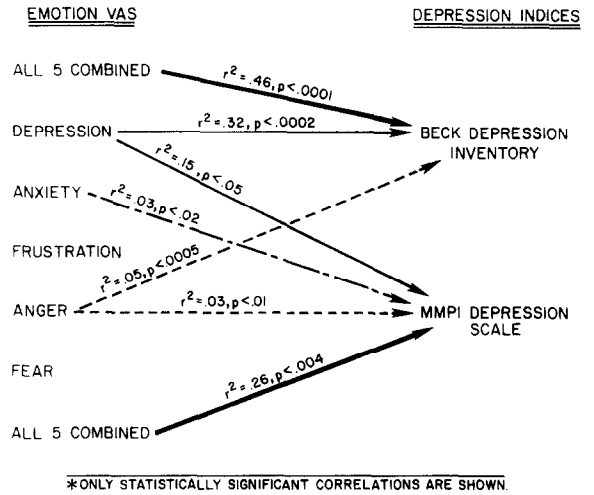 EMOTION VAS
DEPRESSION INDICES
ALL 5 COMBINED
r²=.46, p<.0001
DEPRESSION
r²=.32, p<.0002
BECK DEPRESSION
INVENTORY
r²=.15, p<.05
ANXIETY
r²=.03, p<.02
FRUSTRATION
r²=.05, p<.0005
ANGER
r²=.03, p<.01
MMPI DEPRESSION
SCALE
FEAR
r²=.26, p<.004
ALL 5 COMBINED
*ONLY STATISTICALLY SIGNIFICANT CORRELATIONS ARE SHOWN.